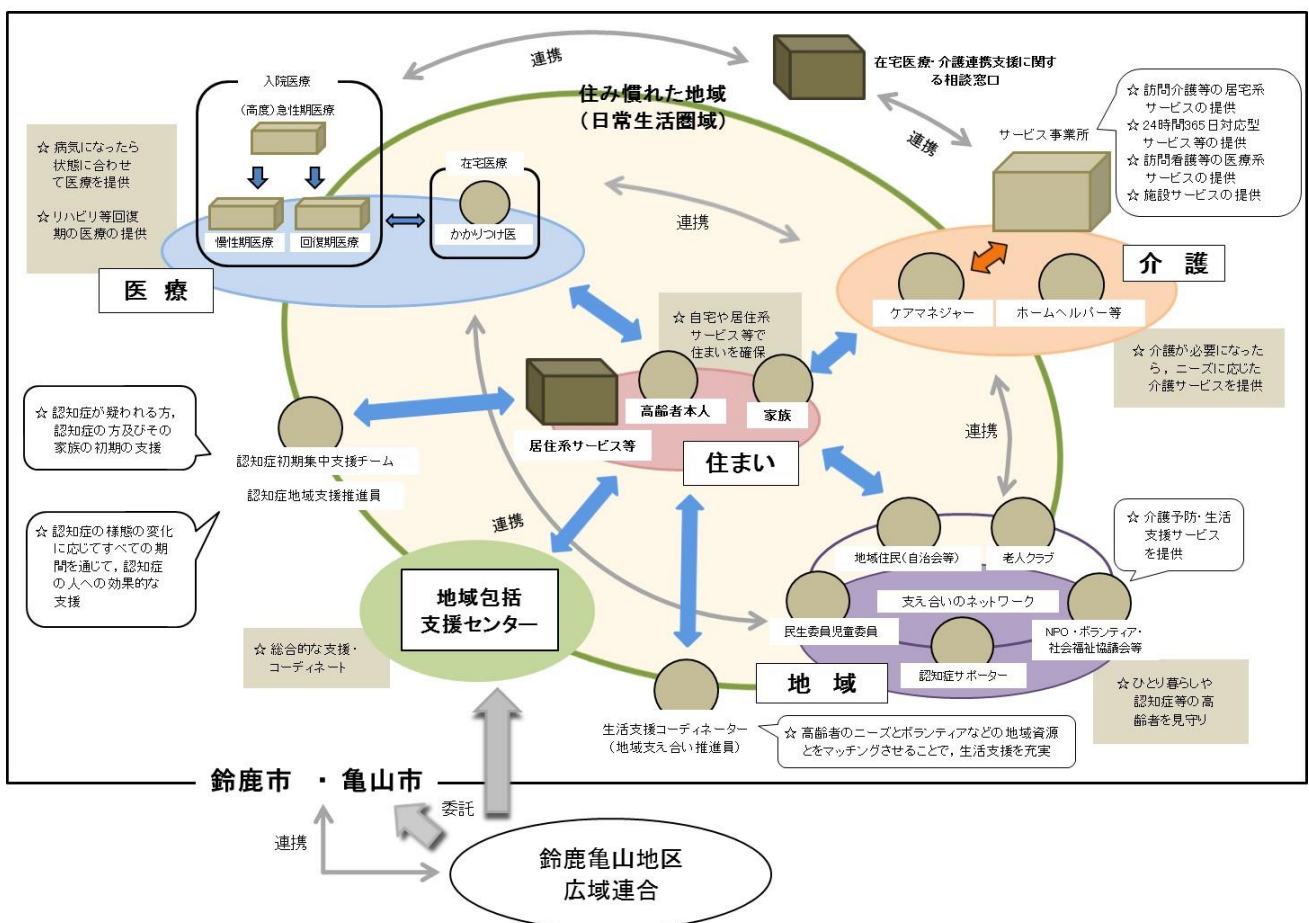 連携
在宅医療・介護連携支援に関す
る相談窓口
入院医療
(高度)急性期医療
住み慣れた地域
（日常生活圏域）
☆ 訪問介護等の居宅系
サービスの提供
☆ 24時間365日対応型
サービス等の提供
☆ 訪問看護等の医療系
サービスの提供
☆ 施設サービスの提供
連携
サービス事業所
☆ 病気になったら
状態に合わせ
て医療を提供
☆ リハビリ等回復
期の医療の提供
在宅医療
慢性期医療
回復期医療
かかりつけ医
連携
医 療
介 護
ケアマネジャー
ホームヘルパー等
☆ 自宅や居住系
サービス等で
住まいを確保
☆ 介護が必要になった
ら，ニーズに応じた
介護サービスを提供
高齢者本人
家族
居住系サービス等
住まい
連携
☆ 認知症が疑われる方，
認知症の方及びその
家族の初期の支援
認知症初期集中支援チーム
認知症地域支援推進員
☆ 認知症の様態の変化
に応じてすべての期
間を通じて，認知症
の人への効果的な
支援
連携
☆ 介護予防・生活
支援サービス
を提供
地域住民(自治会等)
老人クラブ
支え合いのネットワーク
民生委員児童委員
NPO・ボランティア・
社会福祉協議会等
認知症サポーター
地域包括
支援センター
☆ 総合的な支援・
コーディネート
地 域
☆ひとり暮らしや
認知症等の高
齢者を見守り
生活支援コーディネーター
(地域支え合い推進員)
☆ 高齢者のニーズとボランティアなどの地域資源
とをマッチングさせることで，生活支援を充実
鈴鹿市 ・亀山市
委託
連携
鈴鹿亀山地区
広域連合